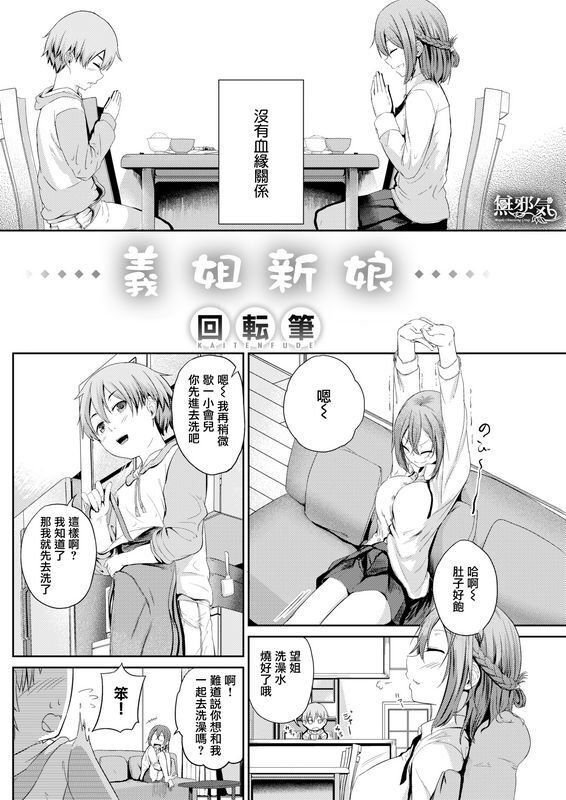 沒有血緣關係
無邪気
義姐新娘
回転筆
KAITENFUDE
嗯～
のび～
哈啊～
肚子好飽
嗯～我再稍微
歇一小會兒
你先進去洗吧
這樣啊？
我知道了
那我就先去洗了
望姐
洗澡水
燒好了哦
啊！
難道說你想和我
一起去洗澡嗎？
笨！